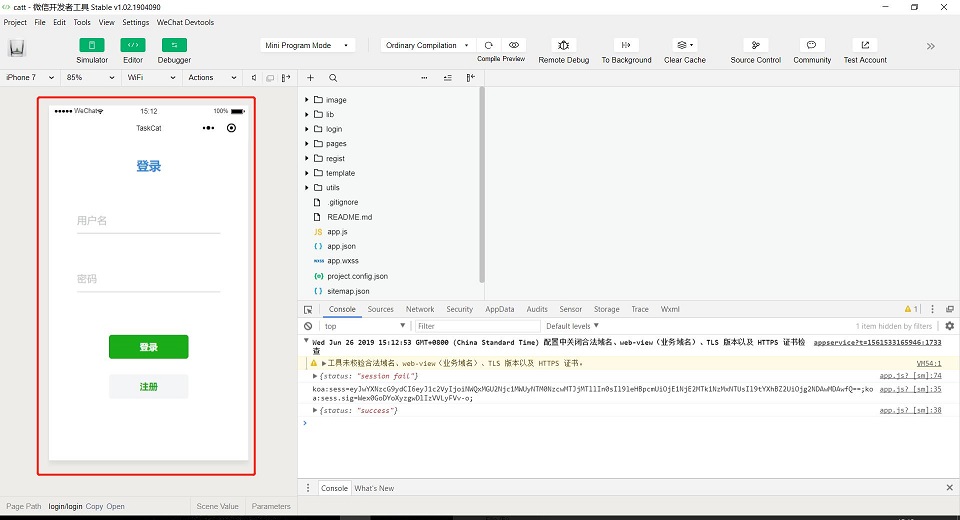 catt - 微信开发者工具 Stable v1.02.1904090
Project File Edit Tools View Settings WeChat Devtools
Simulator Editor Debugger
Mini Program Mode
Ordinary Compilation
Compile Preview
Remote Debug To Background Clear Cache
Source Control Community Test Account
iPhone 7 85% WiFi Actions
WeChat 15:12 100%
TaskCat
登录
用户名
密码
登录
注册
image
lib
login
pages
regist
template
utils
.gitignore
README.md
JS app.js
{ } app.json
wxss app.wxss
{o} project.config.json
{ } sitemap.json
Console Sources Network Security AppData Audits Sensor Storage Trace Wxml 1
top Filter Default levels 1 item hidden by filters
Wed Jun 26 2019 15:12:53 GMT+0800 (China Standard Time) 配置中关闭合法域名、web-view（业务域名）、TLS 版本以及 HTTPS 证书检 appservice?t=1561533165946:1733
查
工具未校验合法域名、web-view（业务域名）、TLS 版本以及 HTTPS 证书。 VM54:1
{status: "session fail"} app.js? [sm]:74
app.js? [sm]:35
{status: "success"} app.js? [sm]:38
Console What's New
Page Path login/login Copy Open Scene Value Parameters